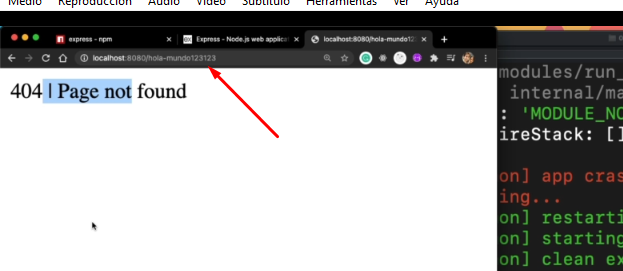 Medio Reproducción Audio Video Subtítulo Herramientas Ver Ayuda
express - npm
Express - Node.js web applicat
localhost:8080/hola-mundo12
localhost:8080/hola-mundo123123
404 | Page not found
modules/run_
internal/ma
: 'MODULE_NO
ireStack: [
on] app cras
ing...
on] restarti
on] starting
on] clean ex